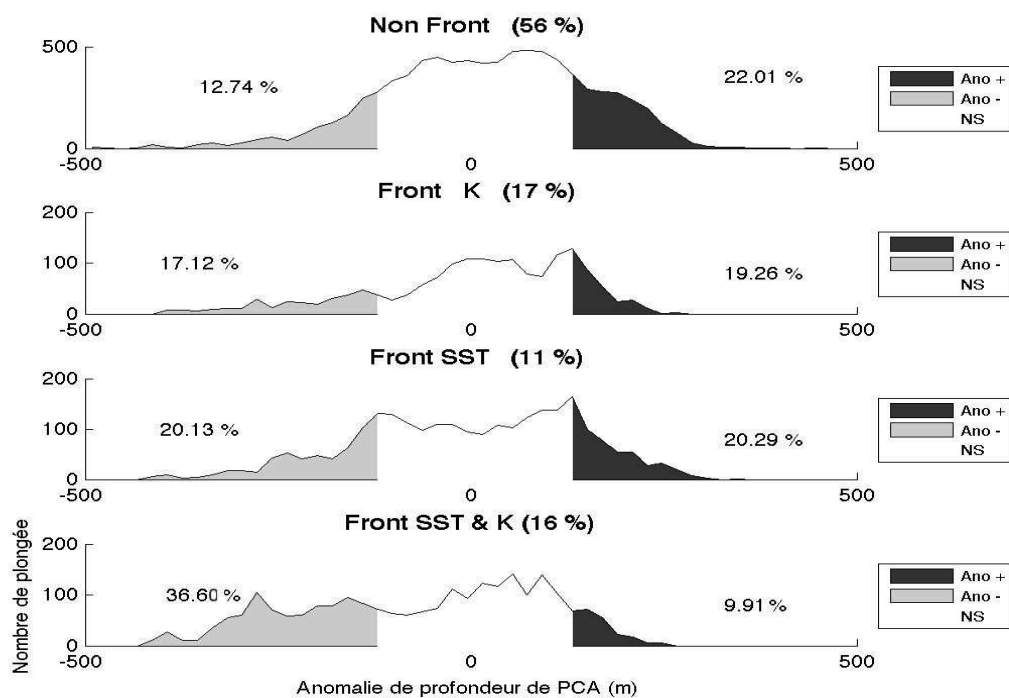 Non Front (56 %)
500
0
12.74 %
22.01 %
-500
0
500
Ano +
Ano -
NS
Front K (17 %)
200
100
0
17.12 %
19.26 %
-500
0
500
Ano +
Ano -
NS
Front SST (11 %)
200
100
0
20.13 %
20.29 %
-500
0
500
Ano +
Ano -
NS
Front SST & K (16 %)
200
100
0
36.60 %
9.91 %
-500
0
500
Ano +
Ano -
NS
Nombre de plongée
Anomalie de profondeur de PCA (m)